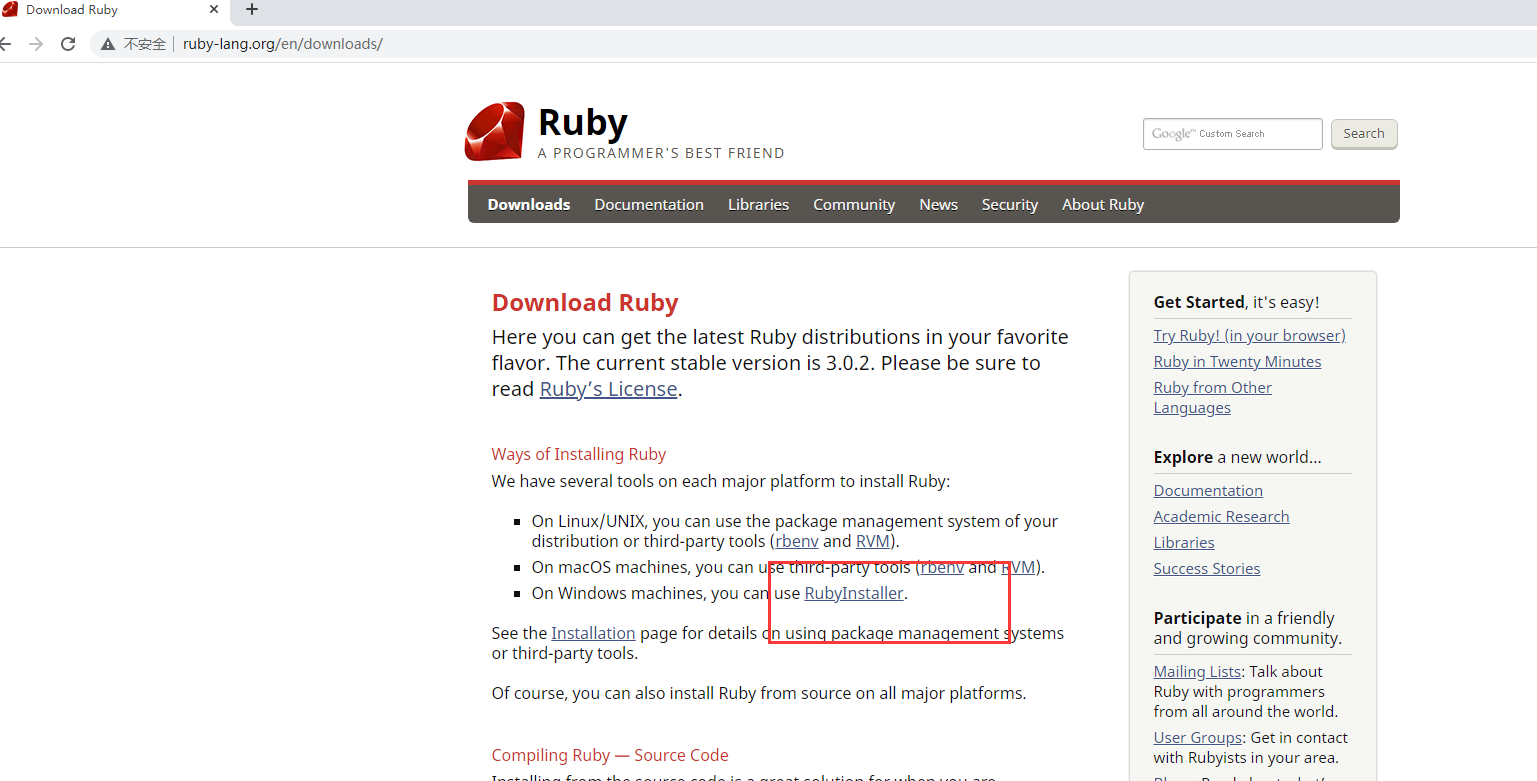 Download Ruby
不安全 ruby-lang.org/en/downloads/
Ruby
A PROGRAMMER'S BEST FRIEND
Google™ Custom Search
Search
Downloads Documentation Libraries Community News Security About Ruby
Download Ruby
Here you can get the latest Ruby distributions in your favorite
flavor. The current stable version is 3.0.2. Please be sure to
read Ruby’s License.
Ways of Installing Ruby
We have several tools on each major platform to install Ruby:
On Linux/UNIX, you can use the package management system of your
distribution or third-party tools (rbenv and RVM).
On macOS machines, you can use third-party tools (rbenv and RVM).
On Windows machines, you can use RubyInstaller.
See the Installation page for details on using package management systems
or third-party tools.
Of course, you can also install Ruby from source on all major platforms.
Compiling Ruby — Source Code
Get Started, it's easy!
Try Ruby! (in your browser)
Ruby in Twenty Minutes
Ruby from Other
Languages
Explore a new world...
Documentation
Academic Research
Libraries
Success Stories
Participate in a friendly
and growing community.
Mailing Lists: Talk about
Ruby with programmers
from all around the world.
User Groups: Get in contact
with Rubyists in your area.